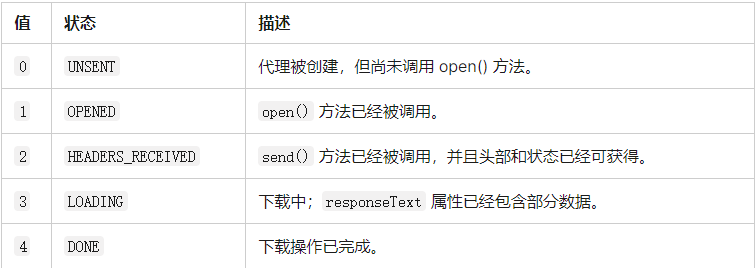 值 状态 描述
0 UNSENT 代理被创建，但尚未调用 open() 方法。
1 OPENED open() 方法已经被调用。
2 HEADERS_RECEIVED send() 方法已经被调用，并且头部和状态已经可获得。
3 LOADING 下载中；responseText 属性已经包含部分数据。
4 DONE 下载操作已完成。